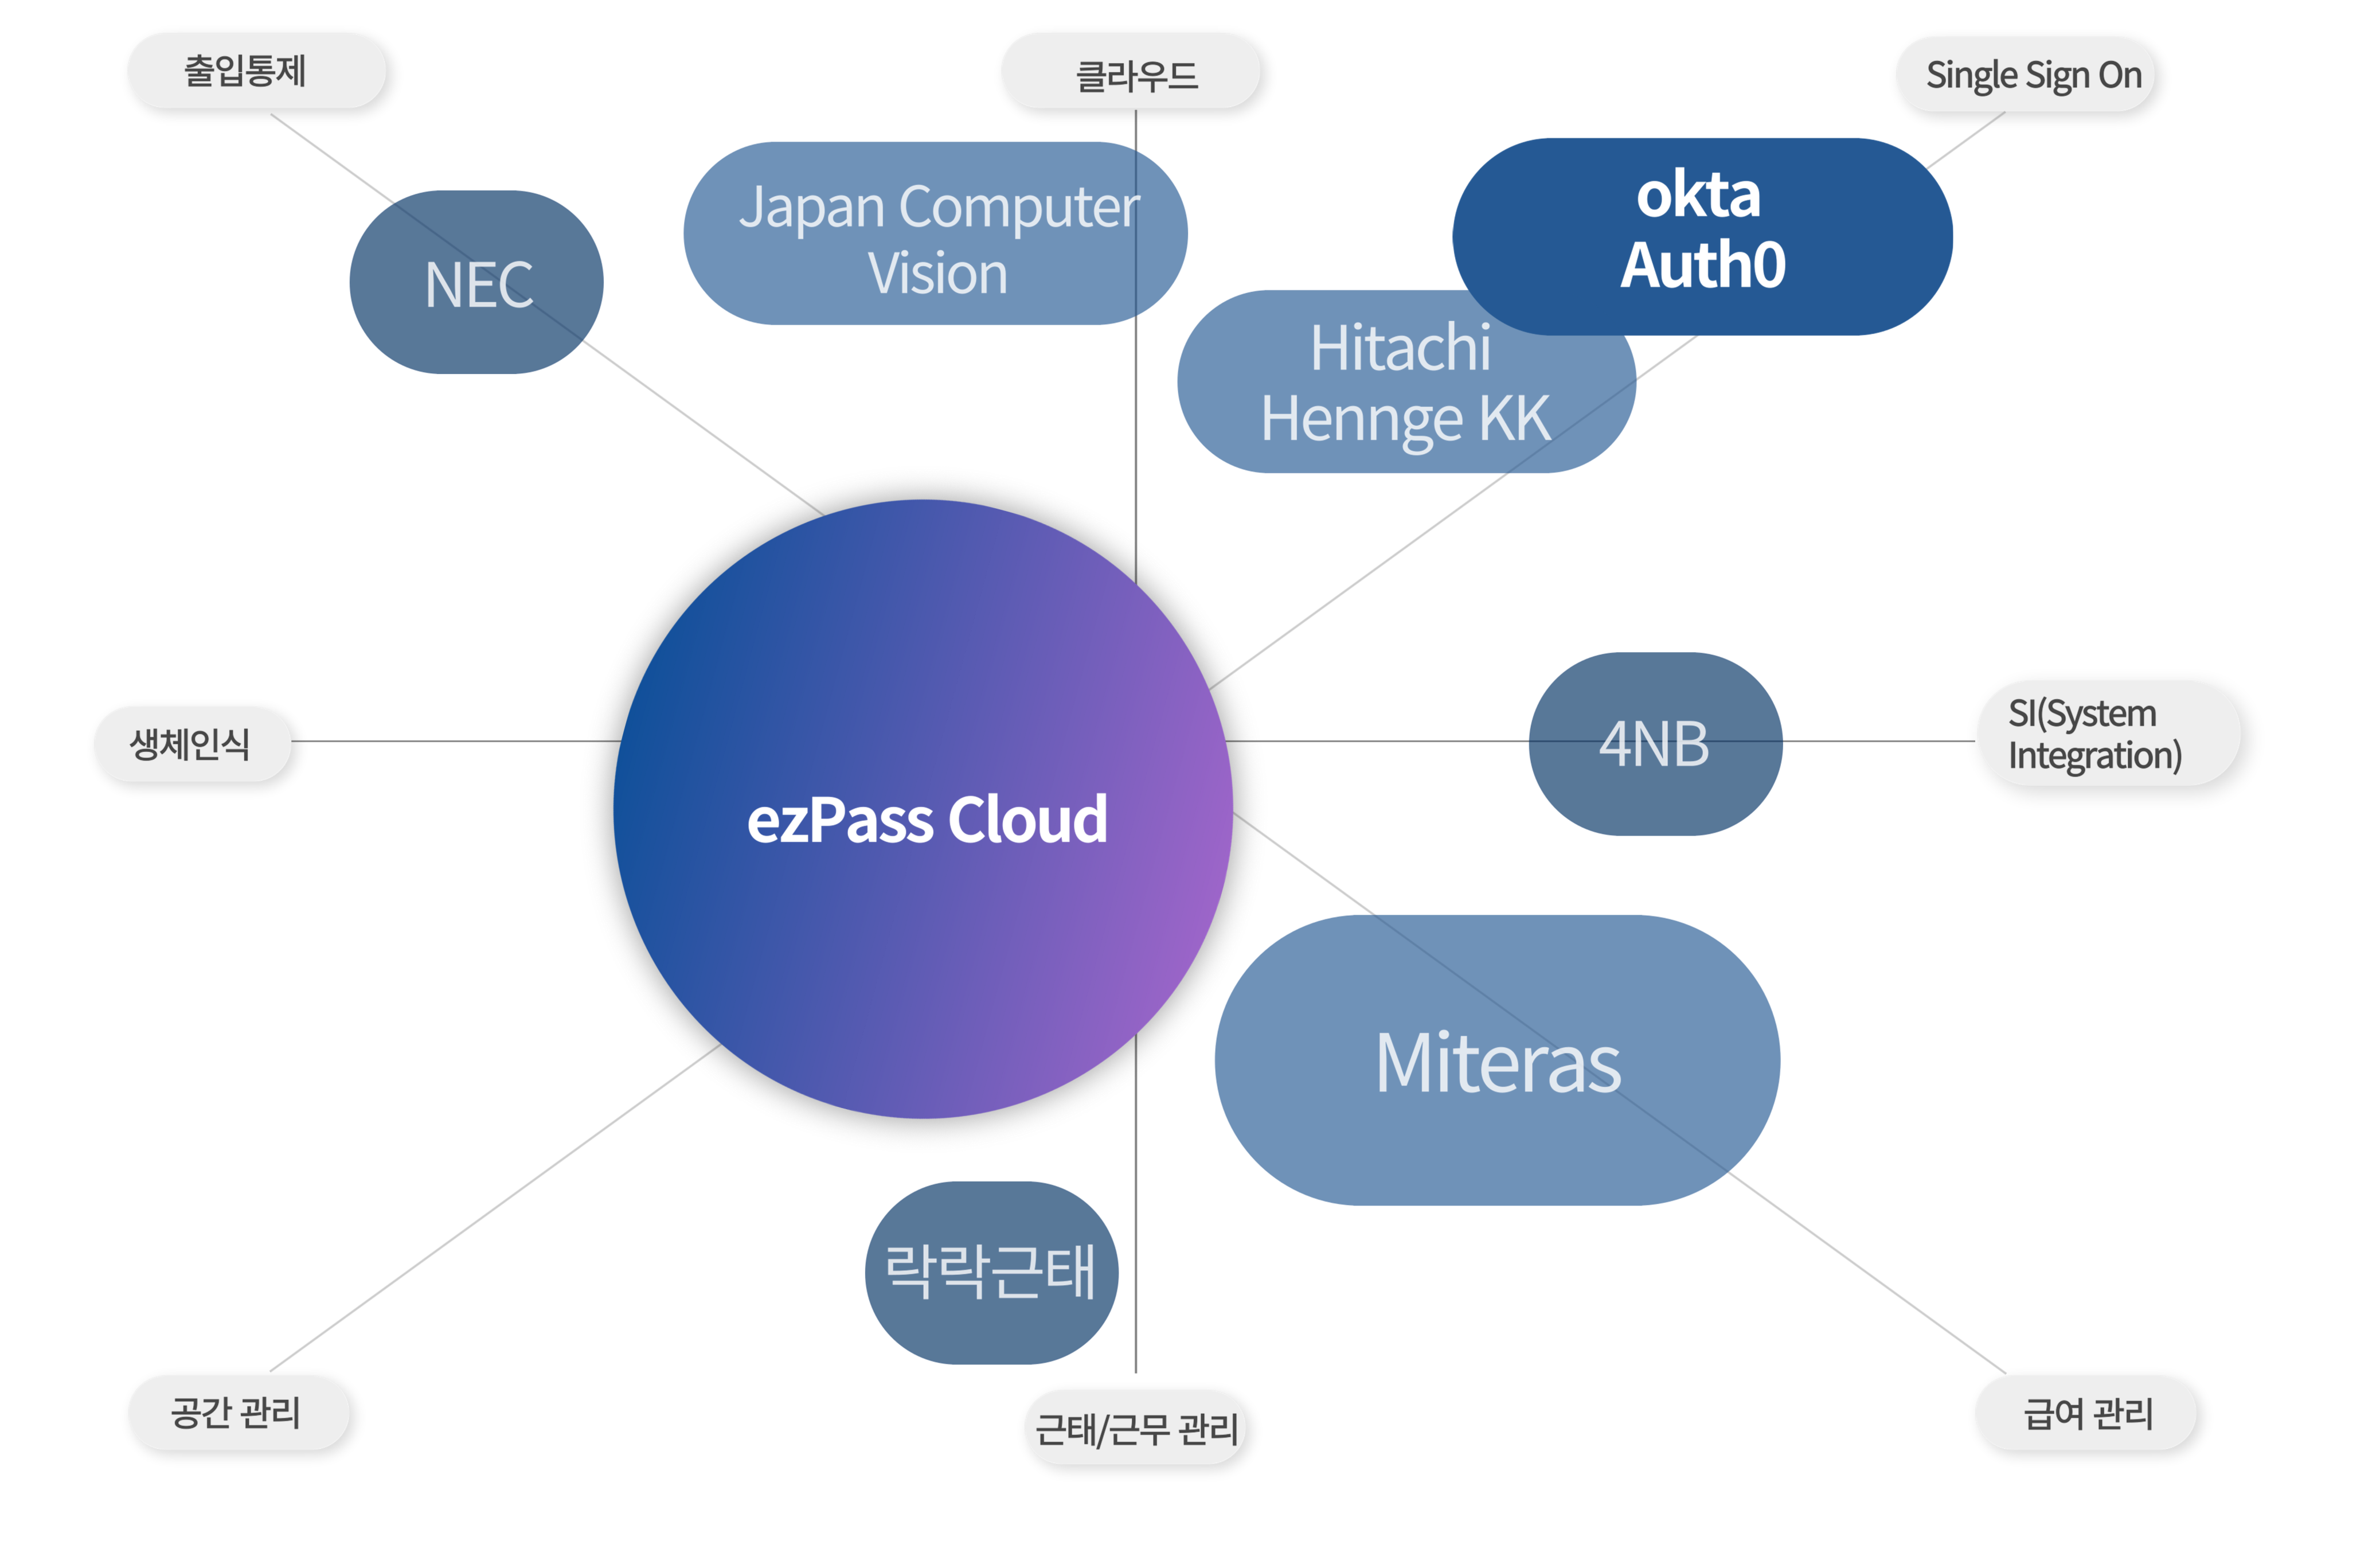 출입통제
클라우드
Single Sign On
NEC
Japan Computer
Vision
okta
Auth0
Hitachi
Hennge KK
생체인식
ezPass Cloud
4NB
SI(System
Integration)
Miteras
락락근태
공간 관리
근태/근무 관리
급여 관리